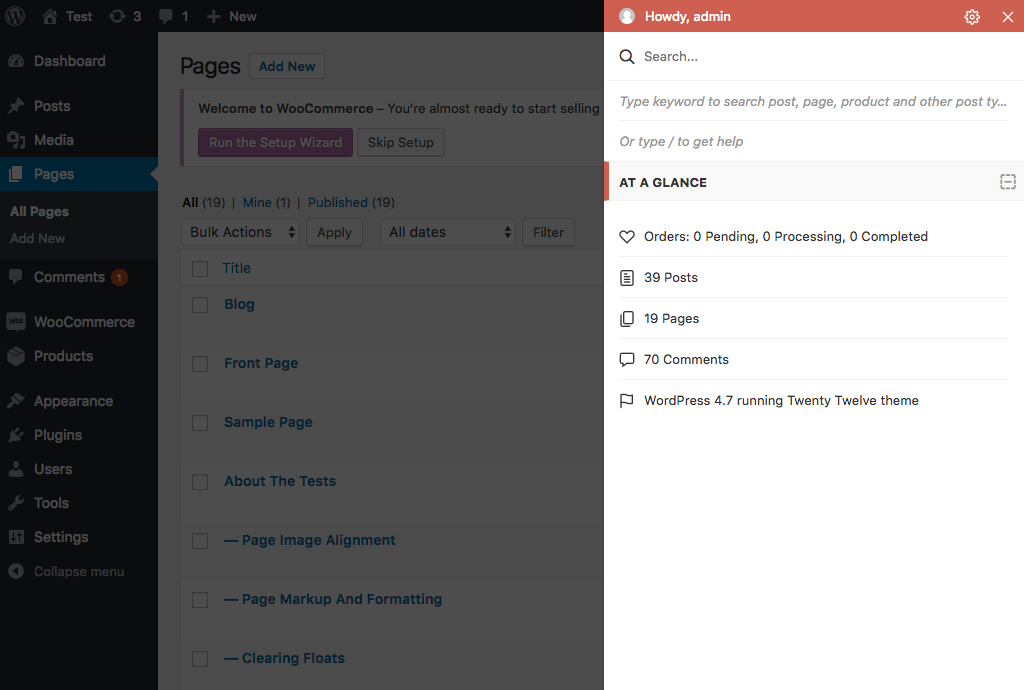 Test
3
1
New
Howdy, admin
Dashboard
Posts
Media
Pages
All Pages
Add New
Comments 1
WooCommerce
Products
Appearance
Plugins
Users
Tools
Settings
Collapse menu
Pages Add New
Welcome to WooCommerce – You're almost ready to start selling
Run the Setup Wizard Skip Setup
All (19) | Mine (1) | Published (19)
Bulk Actions Apply All dates Filter
Title
Blog
Front Page
Sample Page
About The Tests
— Page Image Alignment
— Page Markup And Formatting
— Clearing Floats
Search...
Type keyword to search post, page, product and other post ty...
Or type / to get help
AT A GLANCE
Orders: 0 Pending, 0 Processing, 0 Completed
39 Posts
19 Pages
70 Comments
WordPress 4.7 running Twenty Twelve theme